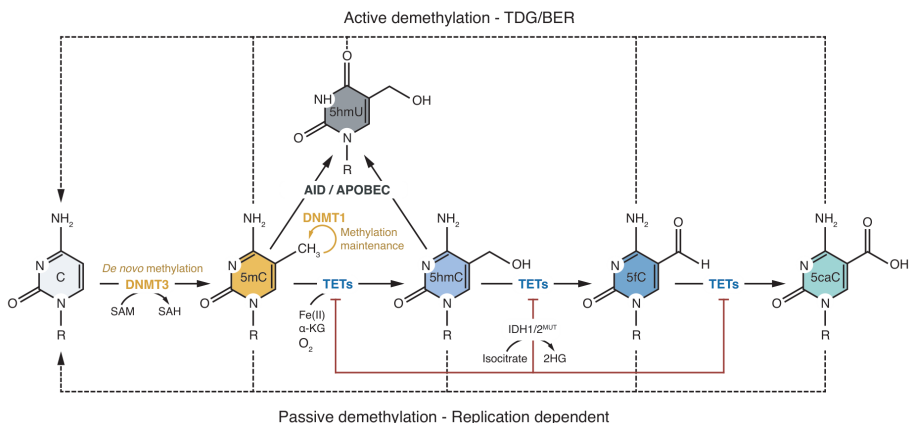 Active demethylation - TDG/BER
O
NH
5hmU
OH
O
N
R
AID / APOBEC
NH2
N
C
O
N
R
De novo methylation
DNMT3
SAM
SAH
NH2
N
5mC
O
N
R
DNMT1
Methylation
maintenance
CH3
TETs
Fe(II)
α-KG
O2
NH2
N
5hmC
OH
O
N
R
TETs
IDH1/2MUT
Isocitrate
2HG
NH2
O
N
5fC
H
O
N
R
TETs
NH2
O
N
5caC
OH
O
N
R
Passive demethylation - Replication dependent